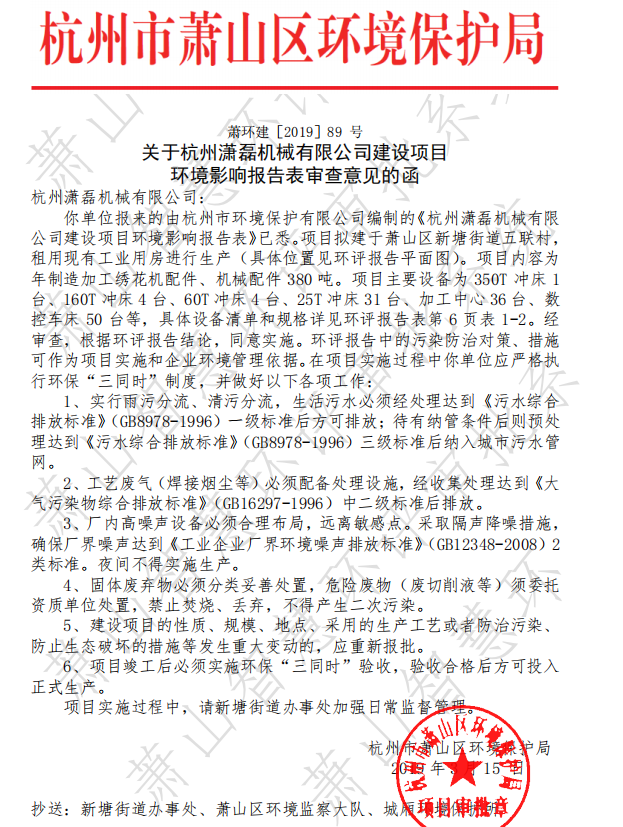 杭州市萧山区环境保护局
萧环建［2019］89 号
关于杭州潇磊机械有限公司建设项目
环境影响报告表审查意见的函
杭州潇磊机械有限公司：
你单位报来的由杭州市环境保护有限公司编制的《杭州潇磊机械有限
公司建设项目环境影响报告表》已悉。项目拟建于萧山区新塘街道五联村，
租用现有工业用房进行生产（具体位置见环评报告平面图）。项目内容为
年制造加工绣花机配件、机械配件 380 吨。项目主要设备为 350T 冲床 1
台、160T 冲床 4 台、60T 冲床 4 台、25T 冲床 31 台、加工中心 36 台、数
控车床 50 台等，具体设备清单和规格详见环评报告表第 6 页表 1-2。经
审查，根据环评报告结论，同意实施。环评报告中的污染防治对策、措施
可作为项目实施和企业环境管理依据。在项目实施过程中你单位应严格执
行环保“三同时”制度，并做好以下各项工作：
1、实行雨污分流、清污分流，生活污水必须经处理达到《污水综合
排放标准》（GB8978-1996）一级标准后方可排放；待有纳管条件后则预处
理达到《污水综合排放标准》（GB8978-1996）三级标准后纳入城市污水管
网。
2、工艺废气（焊接烟尘等）必须配备处理设施，经收集处理达到《大
气污染物综合排放标准》（GB16297-1996）中二级标准后排放。
3、厂内高噪声设备必须合理布局，远离敏感点。采取隔声降噪措施，
确保厂界噪声达到《工业企业厂界环境噪声排放标准》（GB12348-2008）2
类标准。夜间不得实施生产。
4、固体废弃物必须分类妥善处置，危险废物（废切削液等）须委托
资质单位处置，禁止焚烧、丢弃，不得产生二次污染。
5、建设项目的性质、规模、地点、采用的生产工艺或者防治污染、
防止生态破坏的措施等发生重大变动的，应重新报批。
6、项目竣工后必须实施环保“三同时”验收，验收合格后方可投入
正式生产。
项目实施过程中，请新塘街道办事处加强日常监督管理。
杭州市萧山区环境保护局
15 日
项目审批章
抄送：新塘街道办事处、萧山区环境监察大队、城厢环境保护所